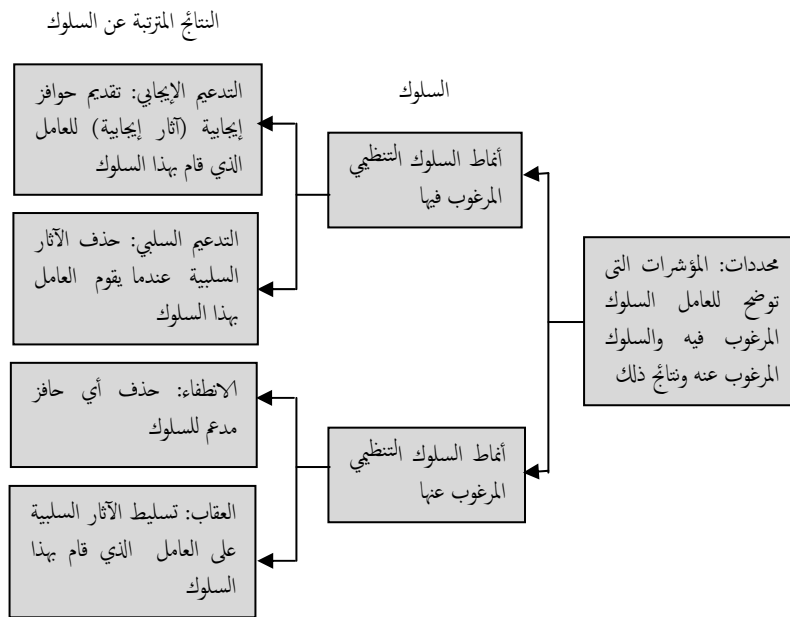 النتائج المترتبة عن السلوك
السلوك
محددات: المؤشرات التى
توضح للعامل السلوك
المرغوب فيه والسلوك
المرغوب عنه ونتائج ذلك
أنماط السلوك التنظيمي
المرغوب فيها
التدعيم الإيجابي: تقديم حوافز
إيجابية (آثار إيجابية) للعامل
الذي قام بهذا السلوك
التدعيم السلبي: حذف الآثار
السلبية عندما يقوم العامل
بهذا السلوك
أنماط السلوك التنظيمي
المرغوب عنها
الانطفاء: حذف أي حافز
مدعم للسلوك
العقاب: تسليط الآثار السلبية
على العامل الذي قام بهذا
السلوك